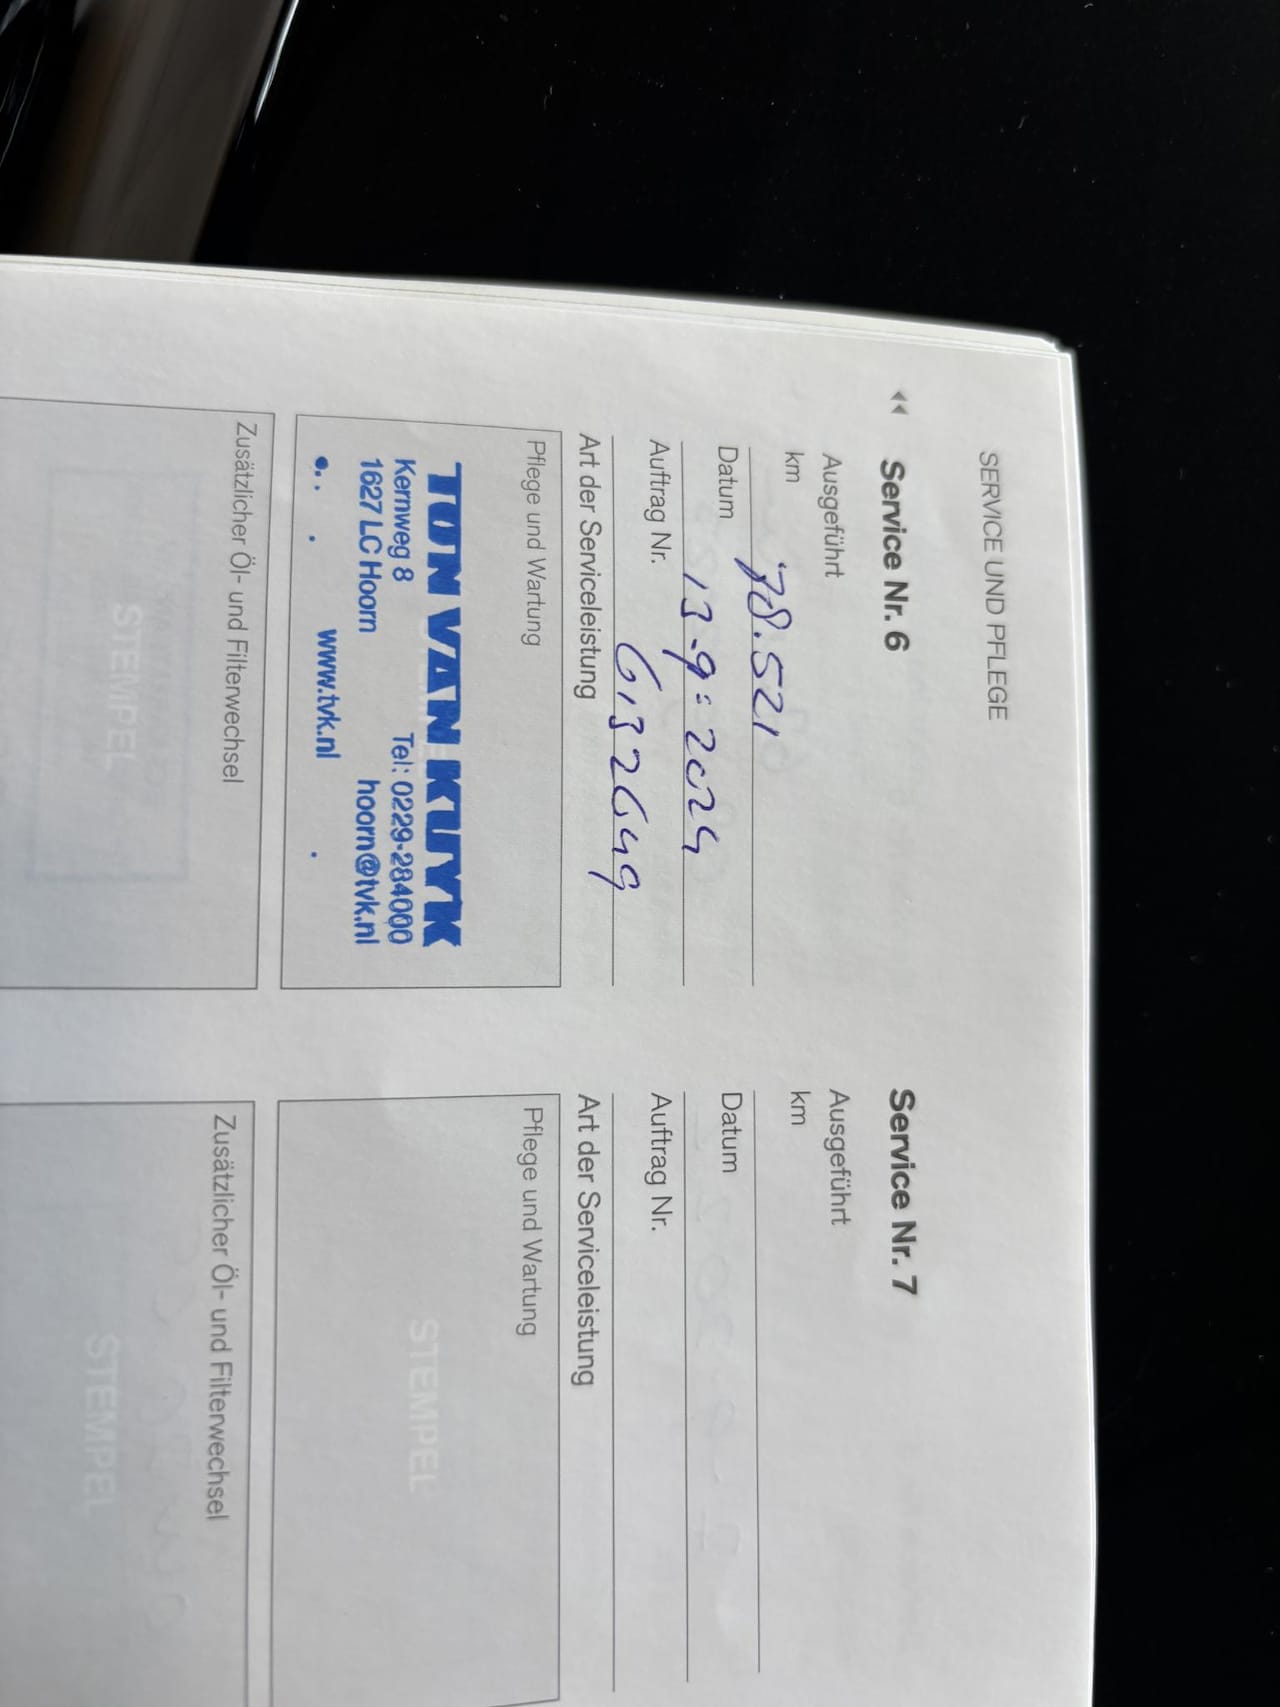 SERVICE UND PFLEGE
Service Nr. 6
Ausgeführt
km
78.521
Datum
13-9-2024
Auftrag Nr.
6132649
Art der Serviceleistung
Pflege und Wartung
TON VAN KUYK
Kernweg 8 Tel: 0229-284000
1627 LC Hoorn hoorn@tvk.nl
www.tvk.nl
Zusätzlicher Öl- und Filterwechsel
STEMPEL
Service Nr. 7
Ausgeführt
km
Datum
Auftrag Nr.
Art der Serviceleistung
Pflege und Wartung
STEMPEL
Zusätzlicher Öl- und Filterwechsel
STEMPEL